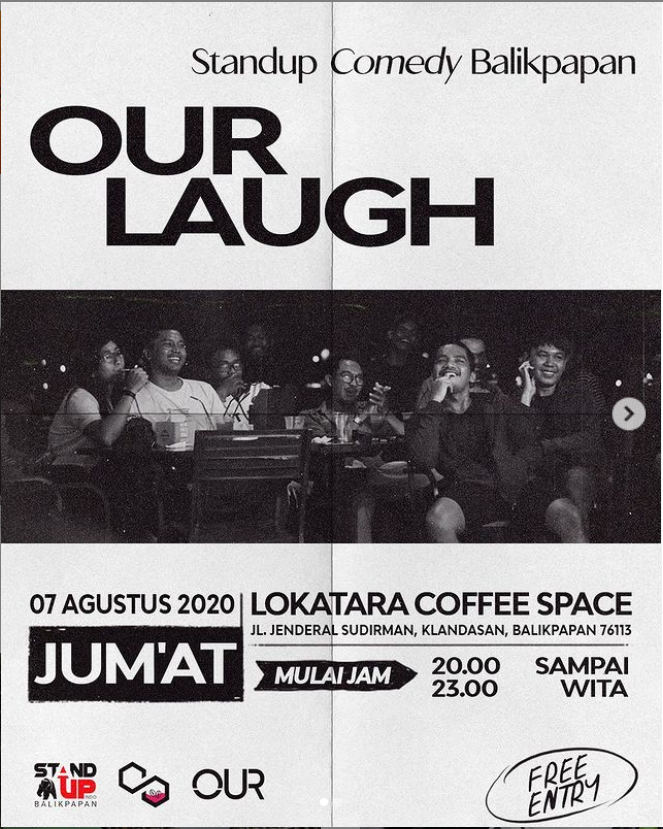 Standup Comedy Balikpapan
OUR
LAUGH
07 AGUSTUS 2020
JUM'AT
LOKATARA COFFEE SPACE
JL. JENDERAL SUDIRMAN, KLANDASAN, BALIKPAPAN 76113
MULAI JAM
20.00 SAMPAI
23.00 WITA
STAND
UP
INDO
BALIKPAPAN
OUR
FREE
ENTRY